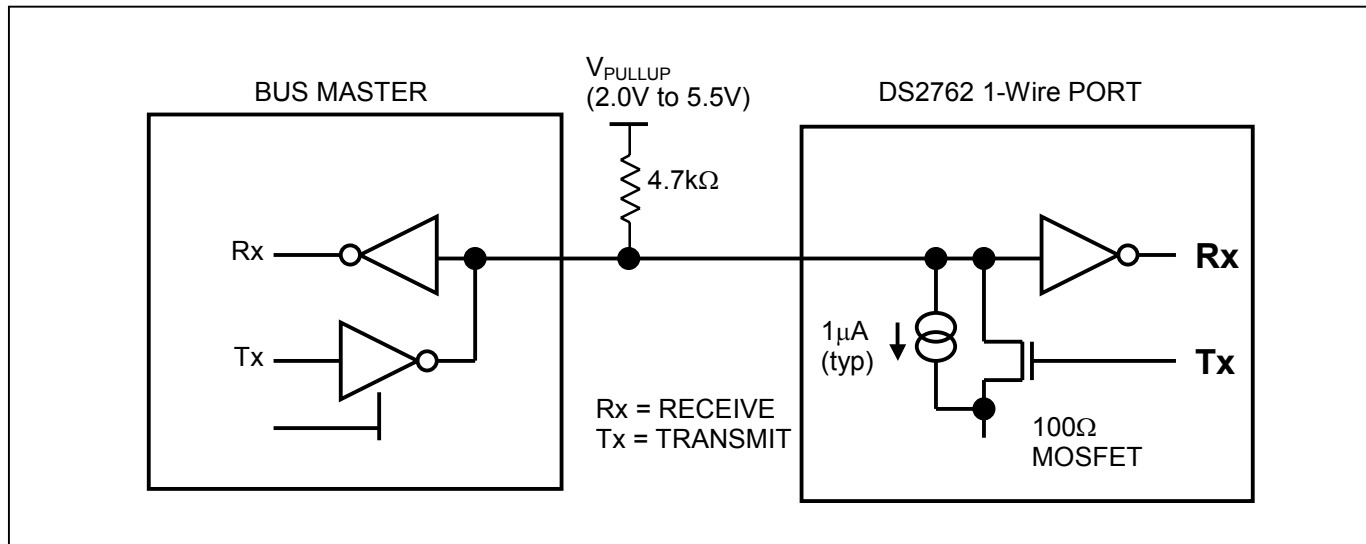 V_PULLUP
(2.0V to 5.5V)
BUS MASTER
DS2762 1-Wire PORT
4.7kΩ
Rx
Rx
1μA
(typ)
Tx
Tx
Rx = RECEIVE
Tx = TRANSMIT
100Ω
MOSFET